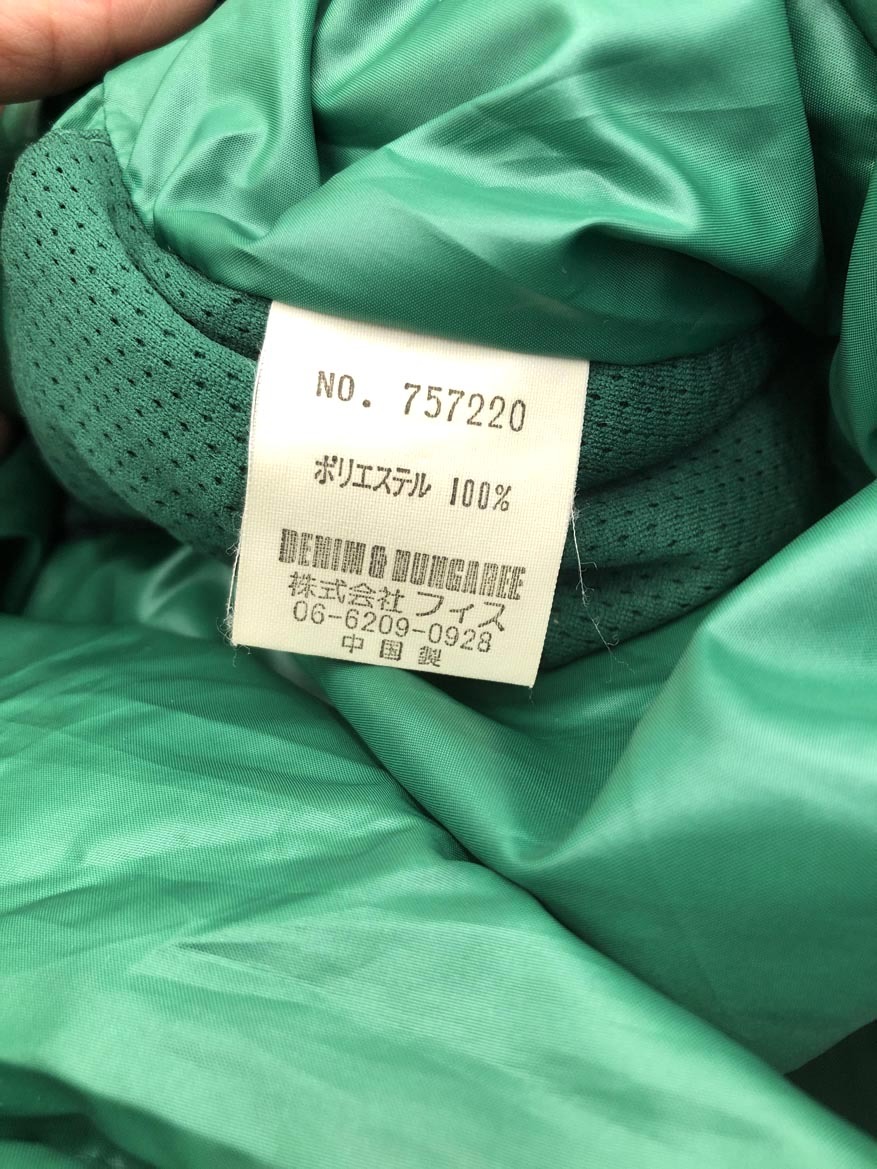 NO. 757220
ポリエステル 100%
DENIM & DUNGAREE
株式会社 フィス
06-6209-0928
中国製